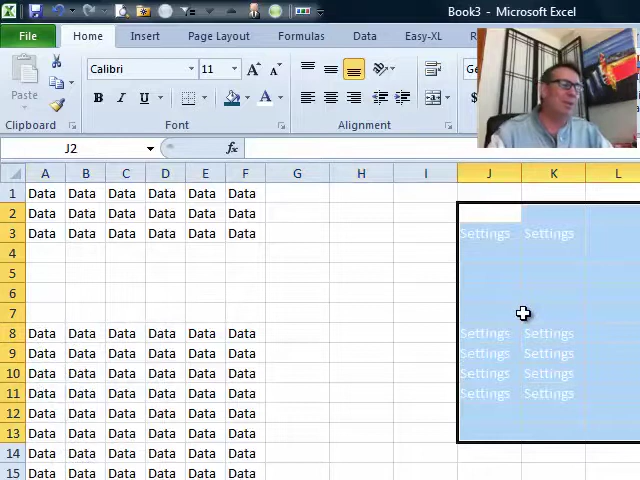 Book3 - Microsoft Excel
File Home Insert Page Layout Formulas Data Easy-XL
Paste
Calibri 11
B I U A
Clipboard Font Alignment
J2 fx
A B C D E F G H I J K L
1 Data Data Data Data Data Data
2 Data Data Data Data Data Data
3 Data Data Data Data Data Data Settings Settings
4
5
6
7
8 Data Data Data Data Data Data Settings Settings
9 Data Data Data Data Data Data Settings Settings
10 Data Data Data Data Data Data Settings Settings
11 Data Data Data Data Data Data Settings Settings
12 Data Data Data Data Data Data
13 Data Data Data Data Data Data
14 Data Data Data Data Data Data
15 Data Data Data Data Data Data